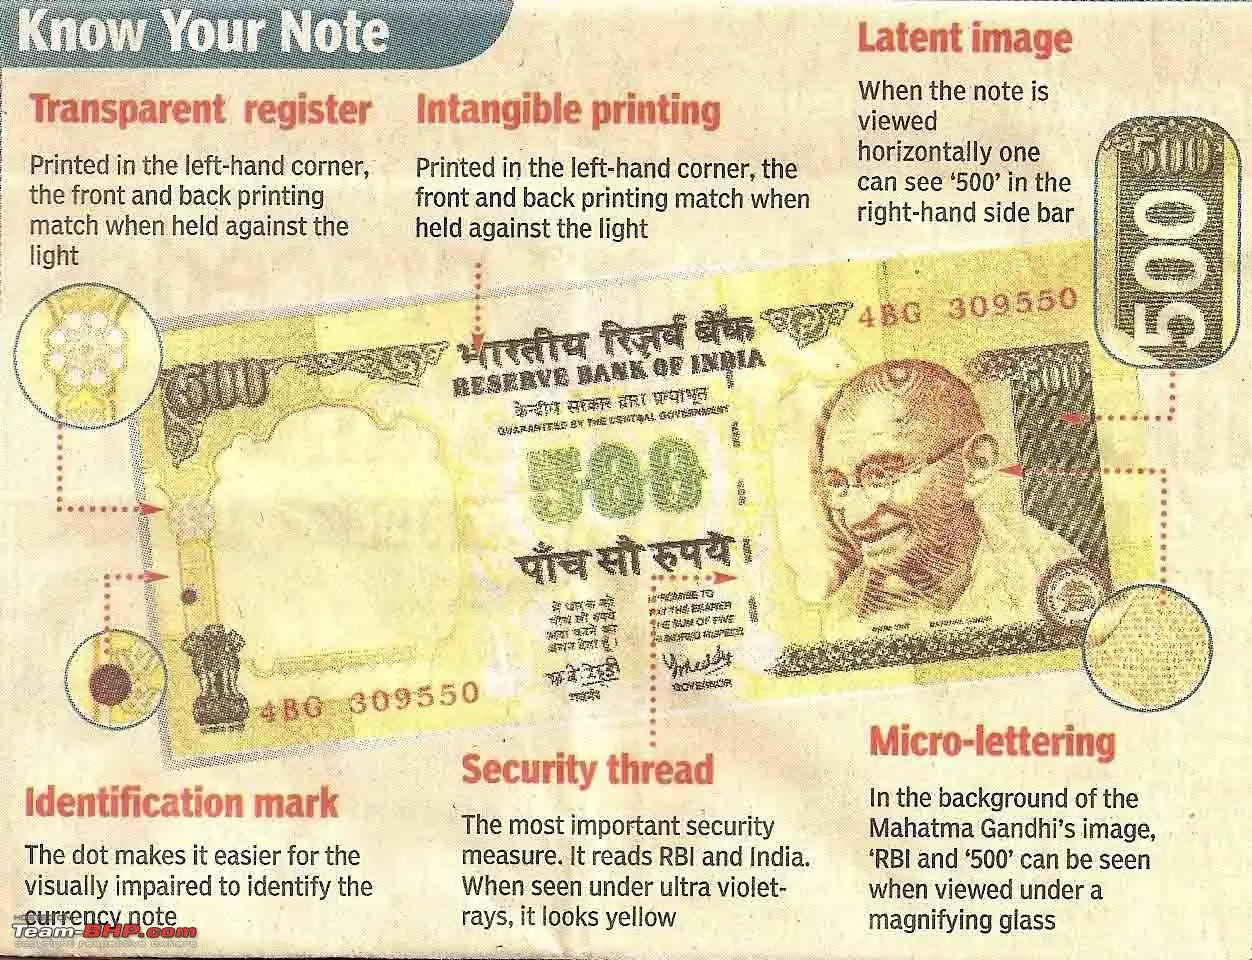 Know Your Note
Transparent register
Printed in the left-hand corner,
the front and back printing
match when held against the
light
Intangible printing
Printed in the left-hand corner, the
front and back printing match when
held against the light
Latent image
When the note is
viewed
horizontally one
can see ‘500’ in the
right-hand side bar
500
500
4BG 309550
भारतीय रिज़र्व बैंक
RESERVE BANK OF INDIA
केन्द्रीय सरकार द्वारा प्रत्याभूत
GUARANTEED BY THE CENTRAL GOVERNMENT
500
500
500
पाँच सौ रुपये
I PROMISE TO
PAY THE BEARER
THE SUM OF FIVE
HUNDRED RUPEES
GOVERNOR
4BG 309550
Identification mark
The dot makes it easier for the
visually impaired to identify the
currency note
Security thread
The most important security
measure. It reads RBI and India.
When seen under ultra violet-
rays, it looks yellow
Micro-lettering
In the background of the
Mahatma Gandhi’s image,
‘RBI and ‘500’ can be seen
when viewed under a
magnifying glass
Team-BHP.com
copyright respective owners